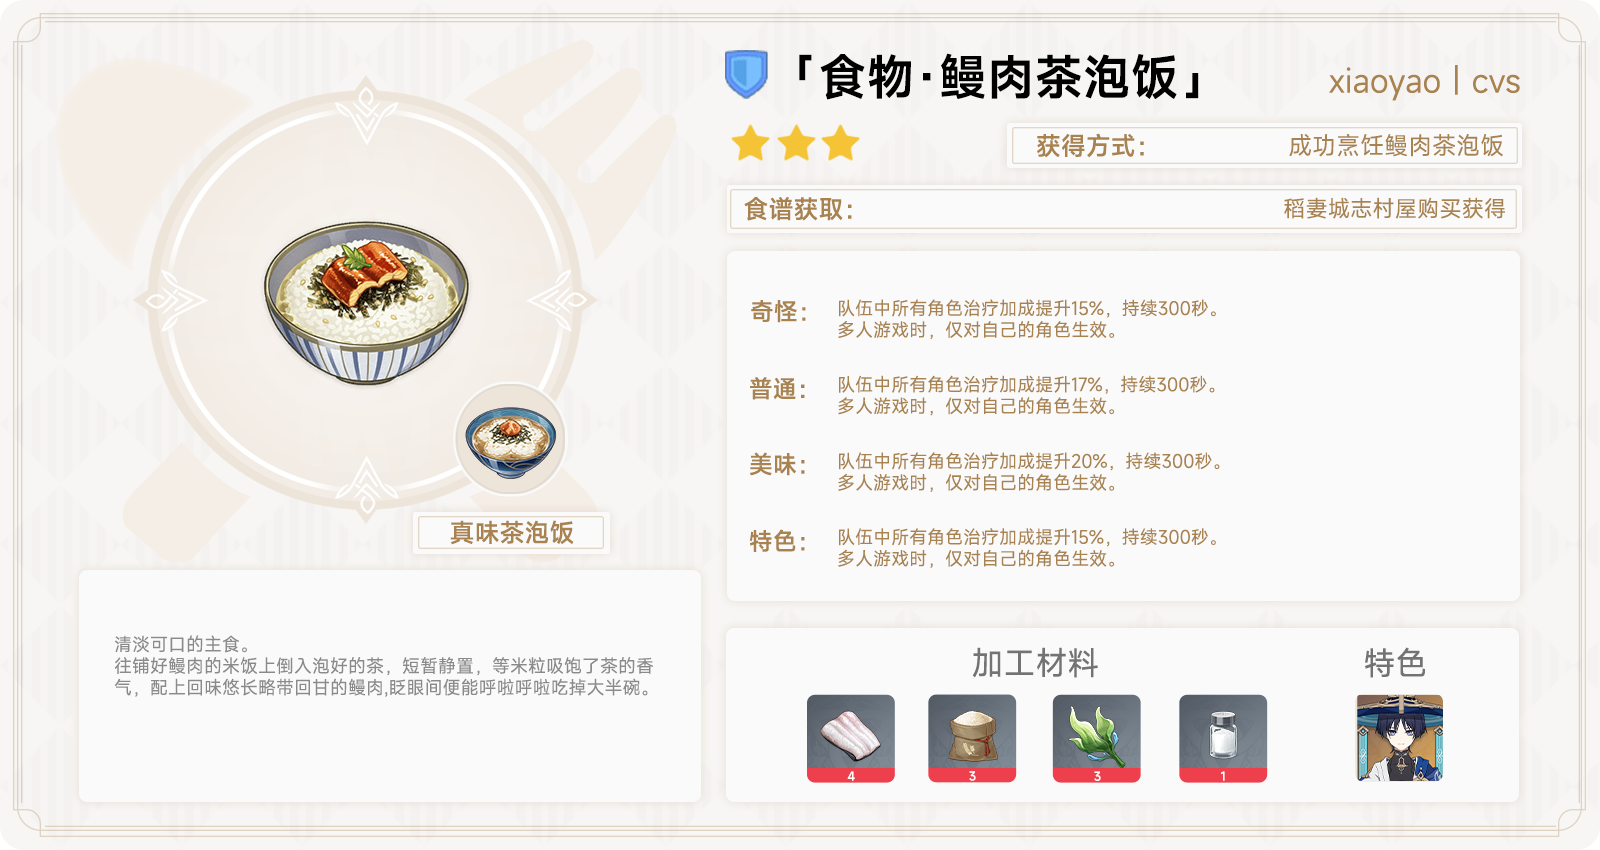 「食物·鳗肉茶泡饭」
xiaoyao | cvs
获得方式：
成功烹饪鳗肉茶泡饭
食谱获取：
稻妻城志村屋购买获得
奇怪：
队伍中所有角色治疗加成提升15%，持续300秒。
多人游戏时，仅对自己的角色生效。
普通：
队伍中所有角色治疗加成提升17%，持续300秒。
多人游戏时，仅对自己的角色生效。
美味：
队伍中所有角色治疗加成提升20%，持续300秒。
多人游戏时，仅对自己的角色生效。
特色：
队伍中所有角色治疗加成提升15%，持续300秒。
多人游戏时，仅对自己的角色生效。
真味茶泡饭
清淡可口的主食。
往铺好鳗肉的米饭上倒入泡好的茶，短暂静置，等米粒吸饱了茶的香
气，配上回味悠长略带回甘的鳗肉,眨眼间便能呼啦呼啦吃掉大半碗。
加工材料
特色
4
3
3
1